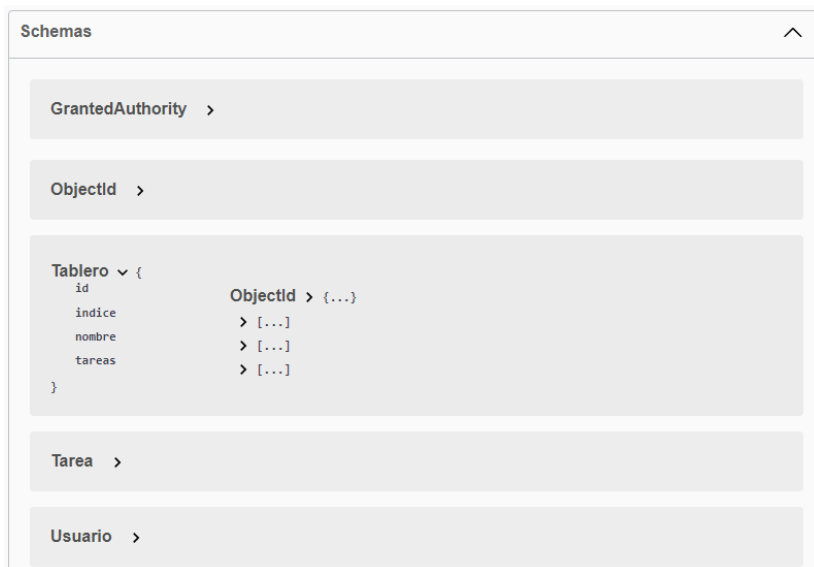 Schemas
GrantedAuthority >
ObjectId >
Tablero {
id ObjectId > {...}
indice > [...]
nombre > [...]
tareas > [...]
}
Tarea >
Usuario >